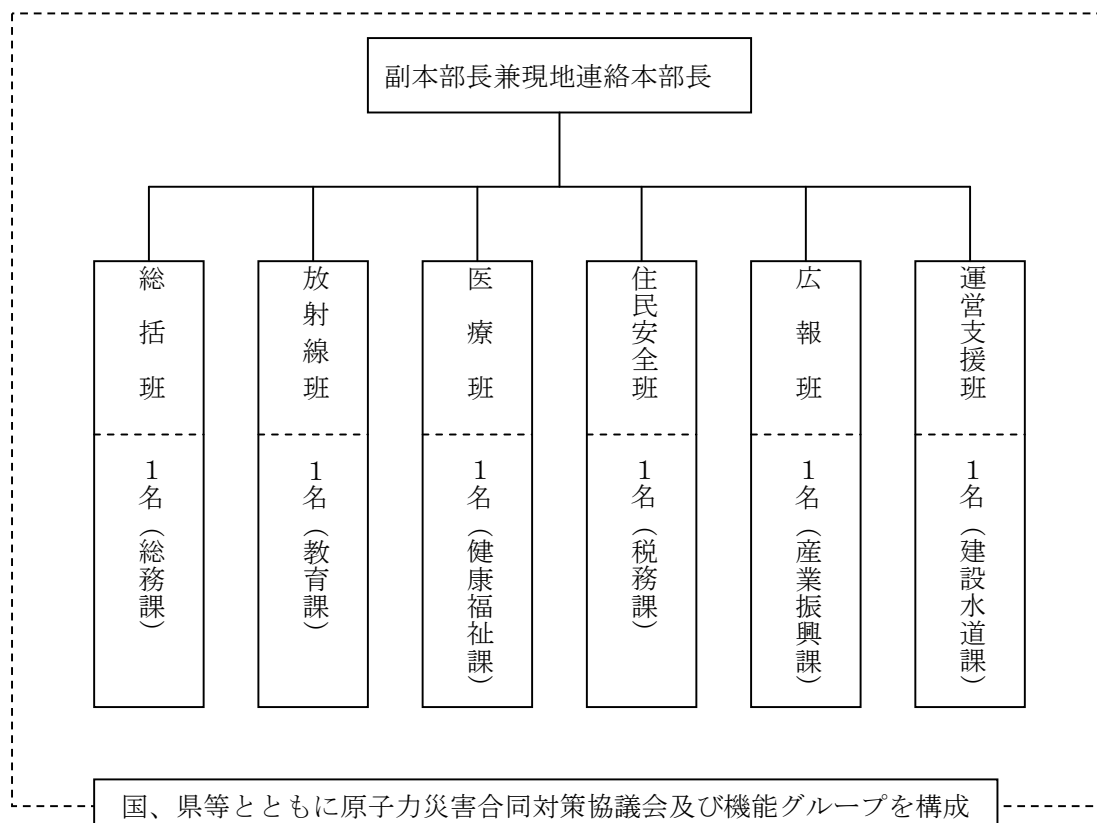 副本部長兼現地連絡本部長
総括班
1名(総務課)
放射線班
1名(教育課)
医療班
1名(健康福祉課)
住民安全班
1名(税務課)
広報班
1名(産業振興課)
運営支援班
1名(建設水道課)
国、県等とともに原子力災害合同対策協議会及び機能グループを構成